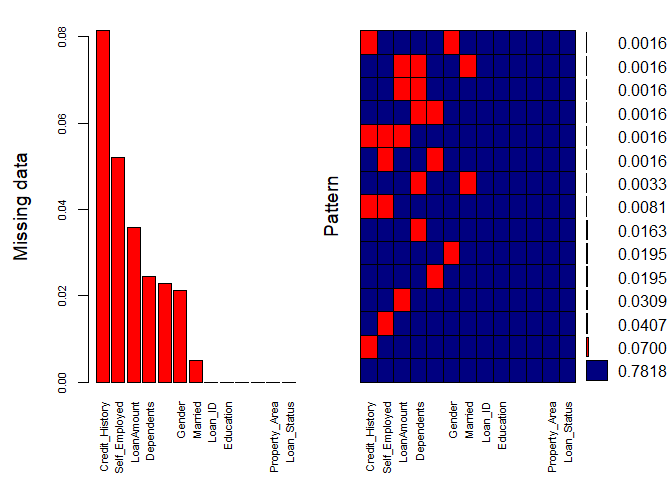 Missing data
0.08
0.06
0.04
0.02
0.00
Credit_History
Self_Employed
LoanAmount
Dependents
Gender
Married
Loan_ID
Education
Property_Area
Loan_Status
Pattern
0.0016
0.0016
0.0016
0.0016
0.0016
0.0016
0.0033
0.0081
0.0163
0.0195
0.0195
0.0309
0.0407
0.0700
0.7818
Credit_History
Self_Employed
LoanAmount
Dependents
Gender
Married
Loan_ID
Education
Property_Area
Loan_Status